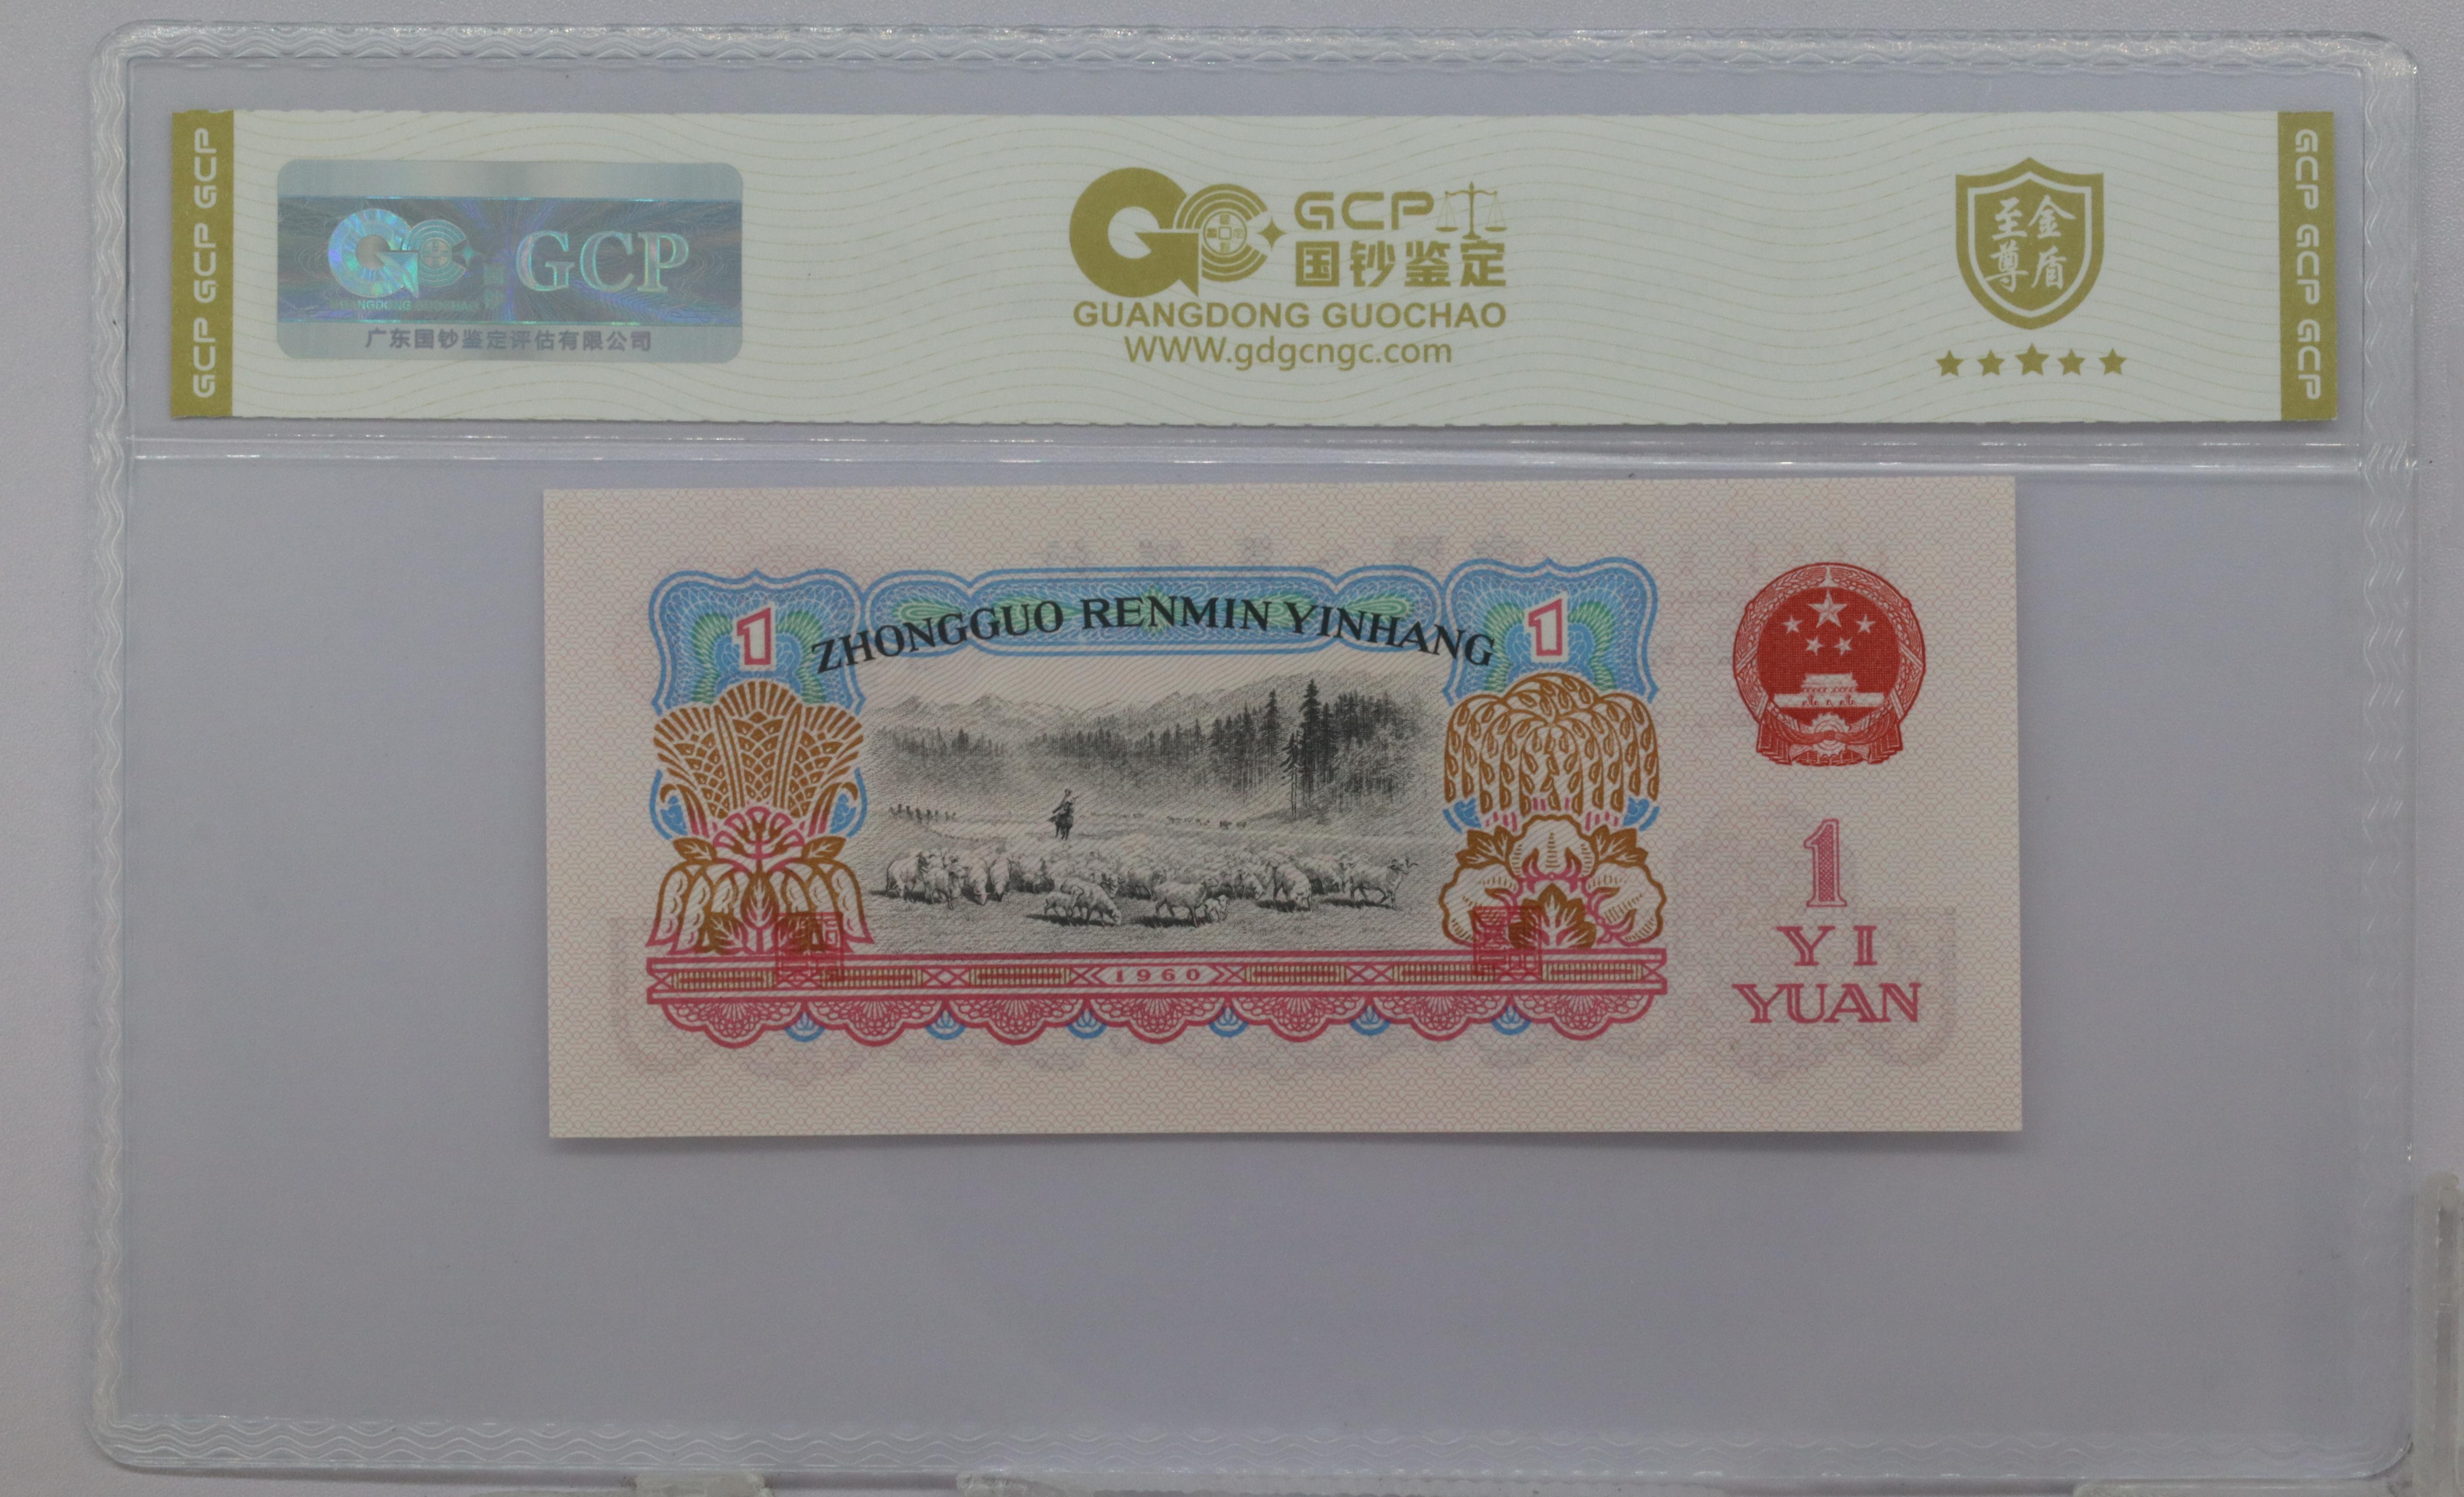 GCP GCP GCP
GCP
GUANGDONG GUOCHAO
广东国钞鉴定评估有限公司
GCP
国钞鉴定
GUANGDONG GUOCHAO
WWW.gdgcngc.com
至尊金盾
GCP GCP GCP
ZHONGGUO RENMIN YINHANG
1
1
1960
1
YI
YUAN